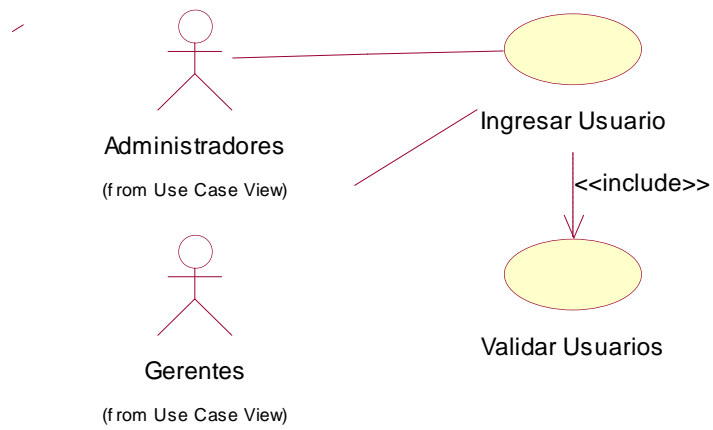 Administradores
(from Use Case View)
Ingresar Usuario
<<include>>
Validar Usuarios
Gerentes
(from Use Case View)